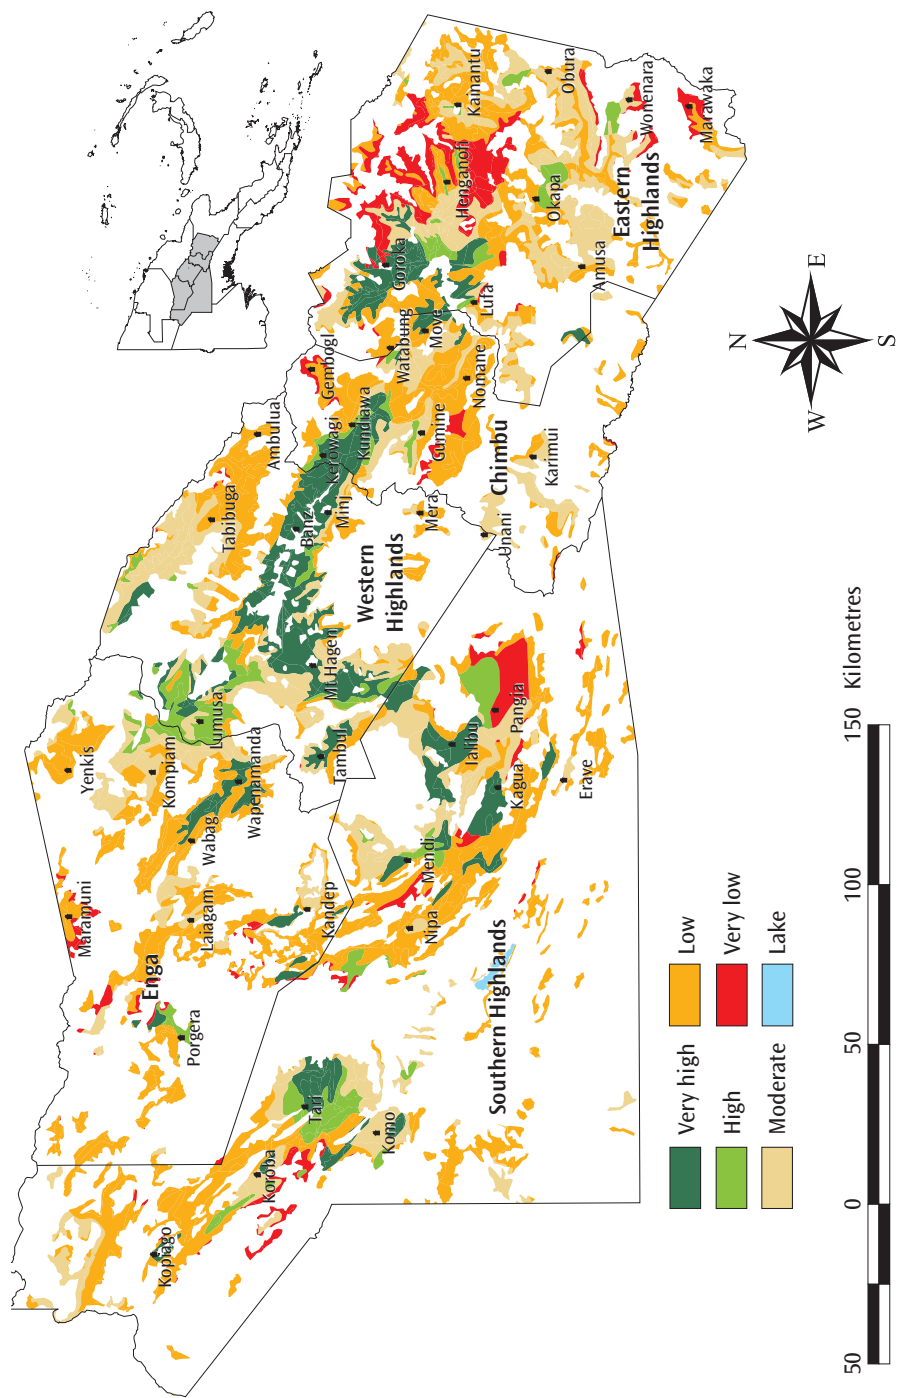 Kopiago
Koroba
Tari
Komo
Porgera
Enga
Maramuni
Laiagam
Kandep
Nipa
Mendi
Southern Highlands
Yenkis
Kompiam
Wabag
Wapenamanda
Lumusa
Tambul
Mt Hagen
Ialibu
Kagua
Pangia
Erave
Western
Highlands
Tabibuga
Ambulua
Banz
Minj
Mera
Unani
Kerowagi
Kundiawa
Gembogl
Gumine
Nomane
Chimbu
Karimui
Watabung
Move
Lufa
Goroka
Henganofi
Kainantu
Obura
Okapa
Amusa
Eastern
Highlands
Wonenara
Marawaka
N
W
E
S
Very high
High
Moderate
Low
Very low
Lake
50
0
50
100
150
Kilometres